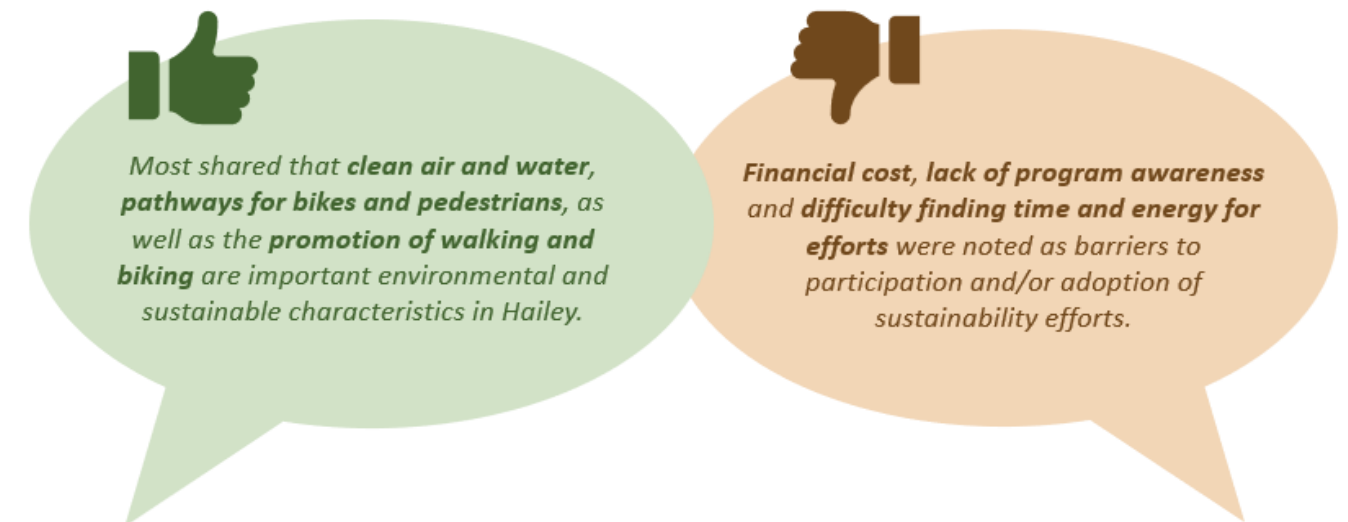 Most shared that clean air and water,
pathways for bikes and pedestrians, as
well as the promotion of walking and
biking are important environmental and
sustainable characteristics in Hailey.
Financial cost, lack of program awareness
and difficulty finding time and energy for
efforts were noted as barriers to
participation and/or adoption of
sustainability efforts.